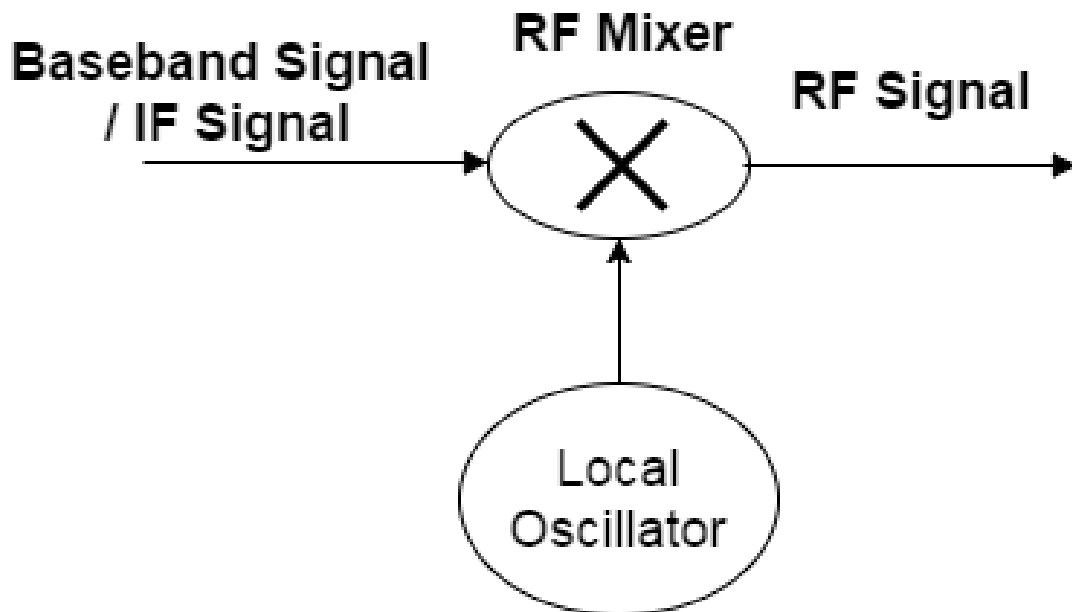 RF Mixer
Baseband Signal
/ IF Signal
RF Signal
Local
Oscillator